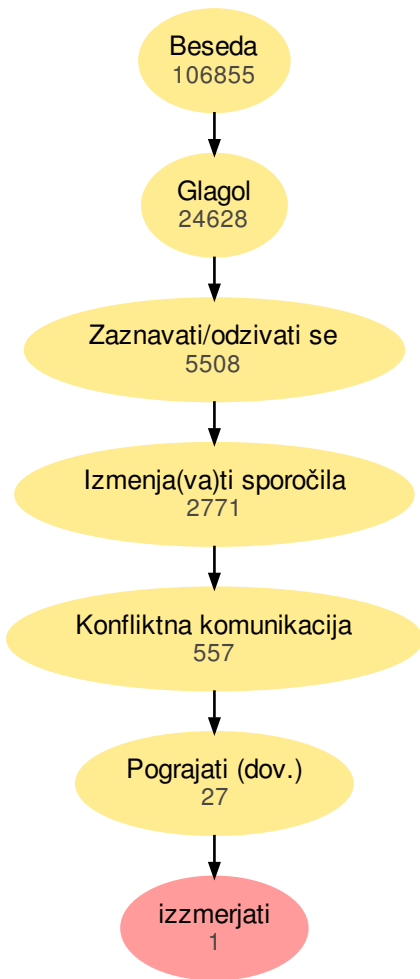 Beseda
106855
Glagol
24628
Zaznavati/odzivati se
5508
Izmenja(va)ti sporočila
2771
Konfliktna komunikacija
557
Pograjati (dov.)
27
izzmerjati
1